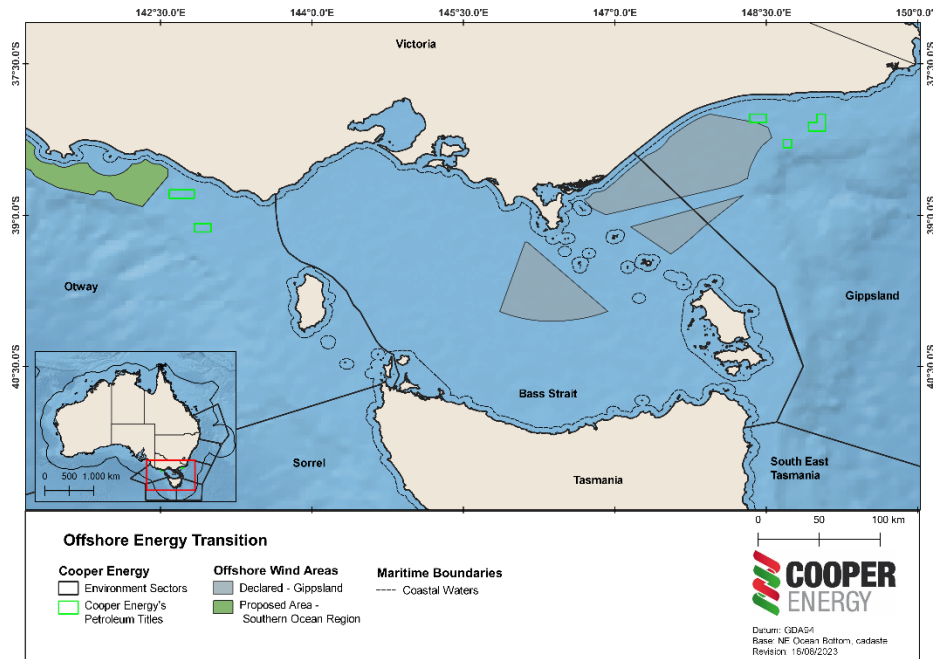 142°30.0'E
144°0.0'E
145°30.0'E
147°0.0'E
148°30.0'E
150°0.0'E
37°30.0'S
37°30.0'S
39°0.0'S
39°0.0'S
40°30.0'S
40°30.0'S
Victoria
Otway
Gippsland
Bass Strait
Sorrel
Tasmania
South East
Tasmania
0 500 1,000 km
Offshore Energy Transition
Cooper Energy
Environment Sectors
Cooper Energy's
Petroleum Titles
Offshore Wind Areas
Declared - Gippsland
Proposed Area -
Southern Ocean Region
Maritime Boundaries
Coastal Waters
0 50 100 km
COOPER
ENERGY
Datum: GDA94
Base: NE Ocean Bottom, cadaste
Revision: 16/08/2023